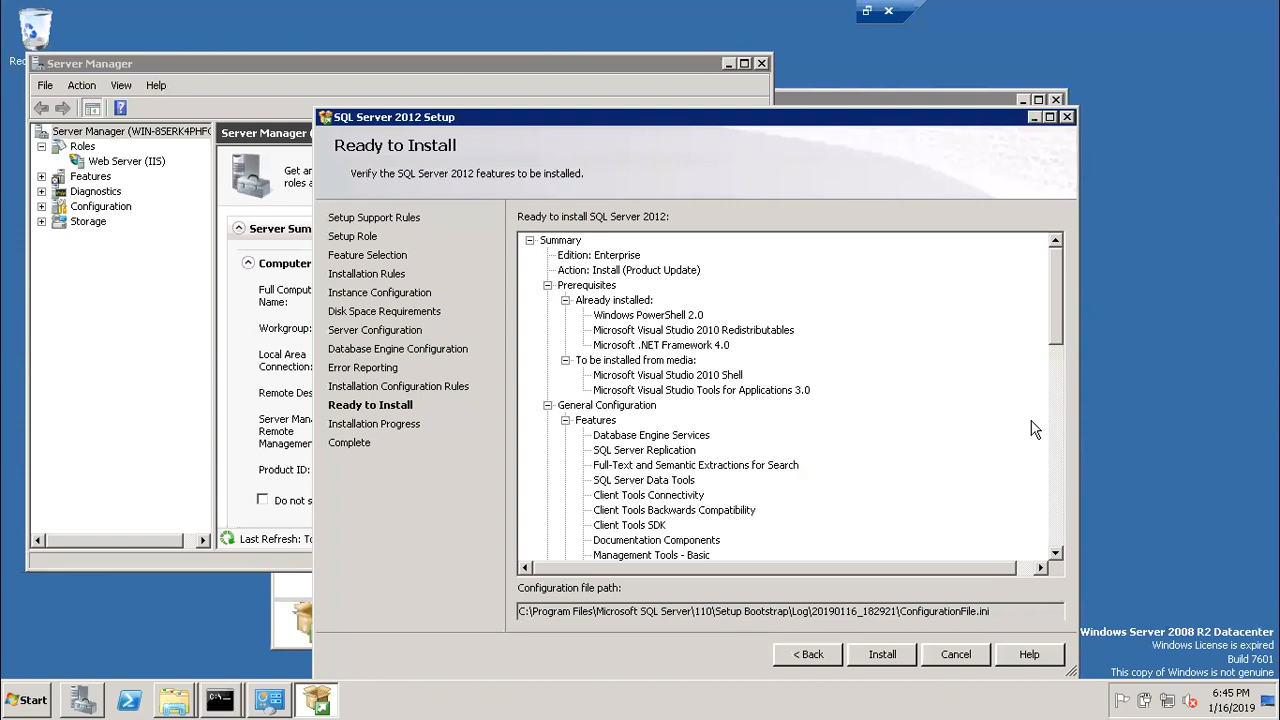 Server Manager
File Action View Help
Server Manager (WIN-8SERK4PHF
Roles
Web Server (IIS)
Features
Diagnostics
Configuration
Storage
Server Manager (
Get
roles a
Server Sum
Compute
Full Comput
Name:
Workgroup:
Local Area
Connection:
Remote Des
Server Man
Remote
Management
Product ID:
Do not s
Last Refresh: To
SQL Server 2012 Setup
Ready to Install
Verify the SQL Server 2012 features to be installed.
Setup Support Rules
Setup Role
Feature Selection
Installation Rules
Instance Configuration
Disk Space Requirements
Server Configuration
Database Engine Configuration
Error Reporting
Installation Configuration Rules
Ready to Install
Installation Progress
Complete
Ready to install SQL Server 2012:
Summary
Edition: Enterprise
Action: Install (Product Update)
Prerequisites
Already installed:
Windows PowerShell 2.0
Microsoft Visual Studio 2010 Redistributables
Microsoft .NET Framework 4.0
To be installed from media:
Microsoft Visual Studio 2010 Shell
Microsoft Visual Studio Tools for Applications 3.0
General Configuration
Features
Database Engine Services
SQL Server Replication
Full-Text and Semantic Extractions for Search
SQL Server Data Tools
Client Tools Connectivity
Client Tools Backwards Compatibility
Client Tools SDK
Documentation Components
Management Tools - Basic
Configuration file path:
C:\Program Files\Microsoft SQL Server\110\Setup Bootstrap\Log\20190116_182921\ConfigurationFile.ini
< Back Install Cancel Help
Windows Server 2008 R2 Datacenter
Windows License is expired
Build 7601
This copy of Windows is not genuine
Start
6:45 PM
1/16/2019